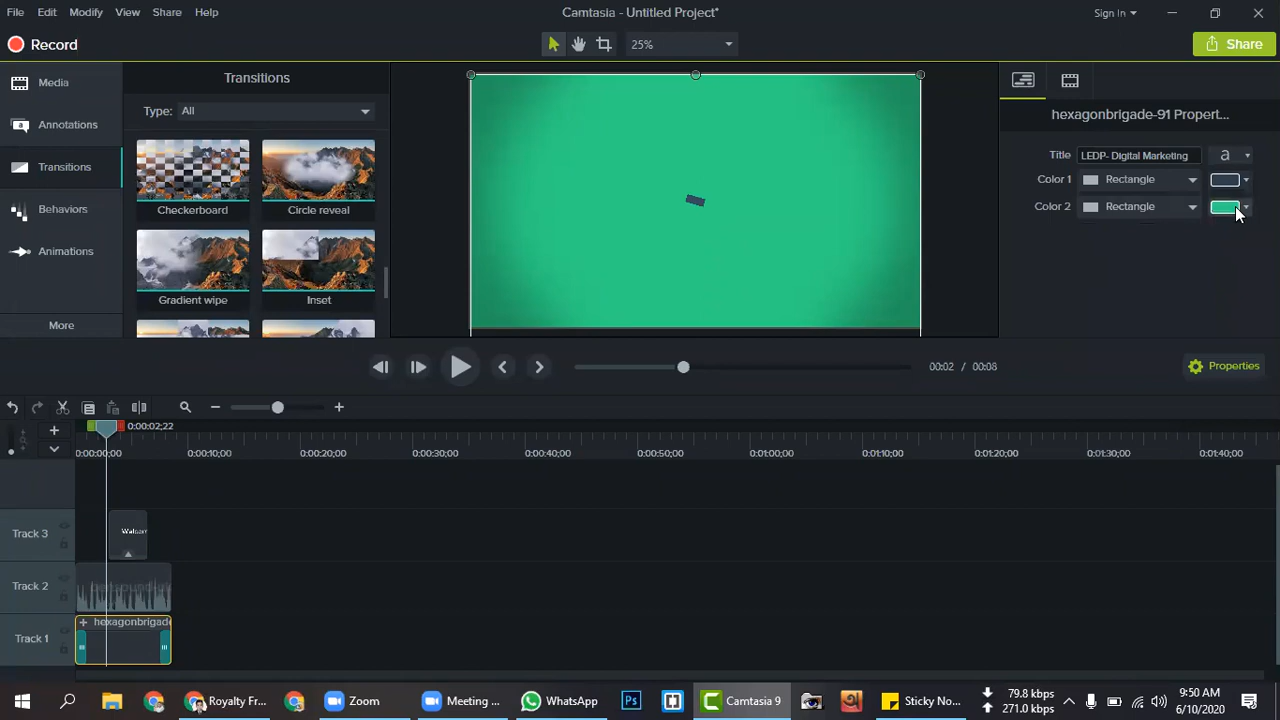 File Edit Modify View Share Help
Camtasia - Untitled Project*
Sign In
Record
25%
Share
Media
Annotations
Transitions
Behaviors
Animations
More
Transitions
Type: All
Checkerboard
Circle reveal
Gradient wipe
Inset
hexagonbrigade-91 Propert...
Title LEDP- Digital Marketing a
Color 1 Rectangle
Color 2 Rectangle
00:02 / 00:08
Properties
0:00:02;22
0:00:00;00 0:00:10;00 0:00:20;00 0:00:30;00 0:00:40;00 0:00:50;00 0:01:00;00 0:01:10;00 0:01:20;00 0:01:30;00 0:01:40;00
Track 3
Track 2
Track 1
hexagonbrigade
Royalty Fr...
Zoom
Meeting ...
WhatsApp
Ps
Camtasia 9
Sticky No...
79.8 kbps
271.0 kbps
9:50 AM
6/10/2020